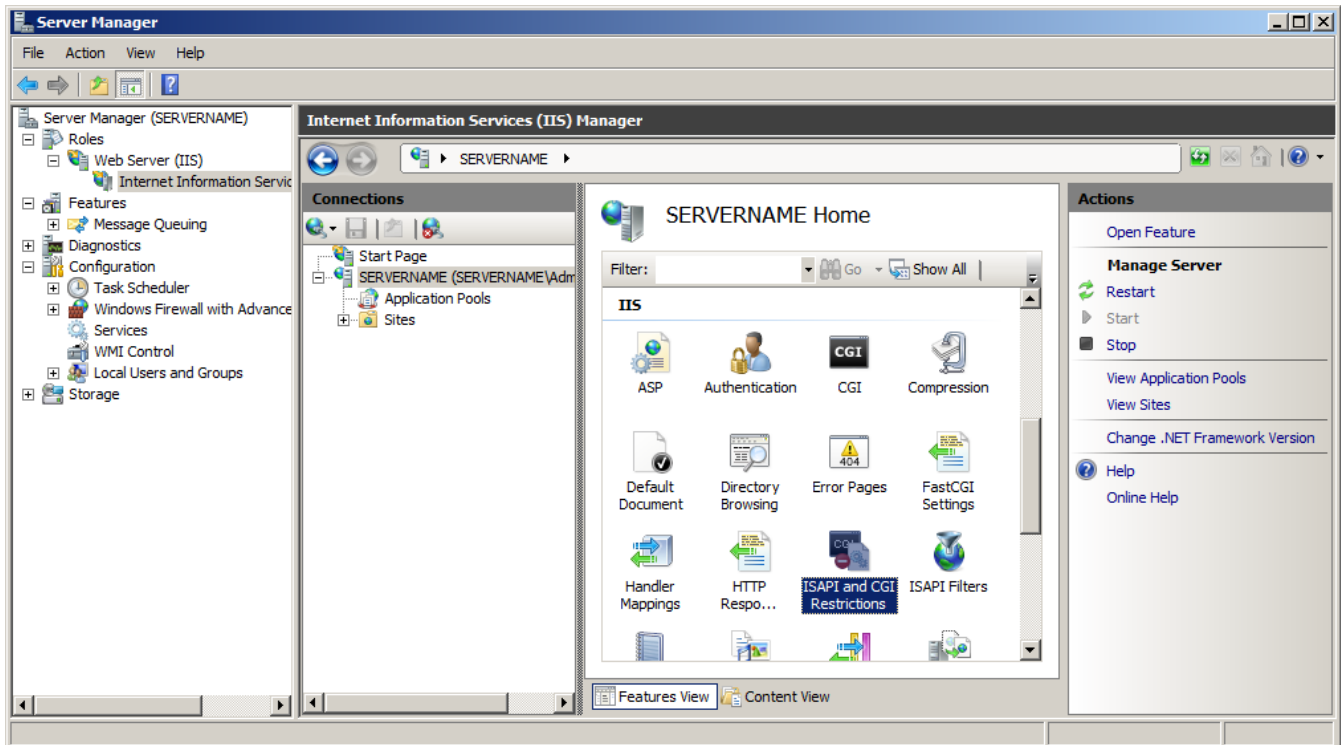 Server Manager
File Action View Help
Server Manager (SERVERNAME)
Roles
Web Server (IIS)
Internet Information Servic
Features
Message Queuing
Diagnostics
Configuration
Task Scheduler
Windows Firewall with Advance
Services
WMI Control
Local Users and Groups
Storage
Internet Information Services (IIS) Manager
SERVERNAME
Connections
Start Page
SERVERNAME (SERVERNAME\Adm
Application Pools
Sites
SERVERNAME Home
Filter: Go Show All
IIS
ASP Authentication CGI Compression
CGI
Default Directory Error Pages FastCGI
Document Browsing Settings
404
Handler HTTP ISAPI and CGI ISAPI Filters
Mappings Respo... Restrictions
Features View Content View
Actions
Open Feature
Manage Server
Restart
Start
Stop
View Application Pools
View Sites
Change .NET Framework Version
Help
Online Help